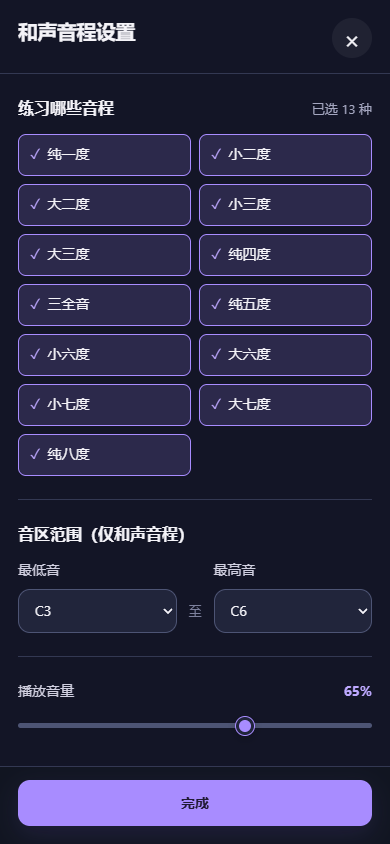 和声音程设置
×
练习哪些音程 已选 13 种
✓ 纯一度 ✓ 小二度
✓ 大二度 ✓ 小三度
✓ 大三度 ✓ 纯四度
✓ 三全音 ✓ 纯五度
✓ 小六度 ✓ 大六度
✓ 小七度 ✓ 大七度
✓ 纯八度
音区范围（仅和声音程）
最低音 最高音
C3 至 C6
播放音量 65%
完成